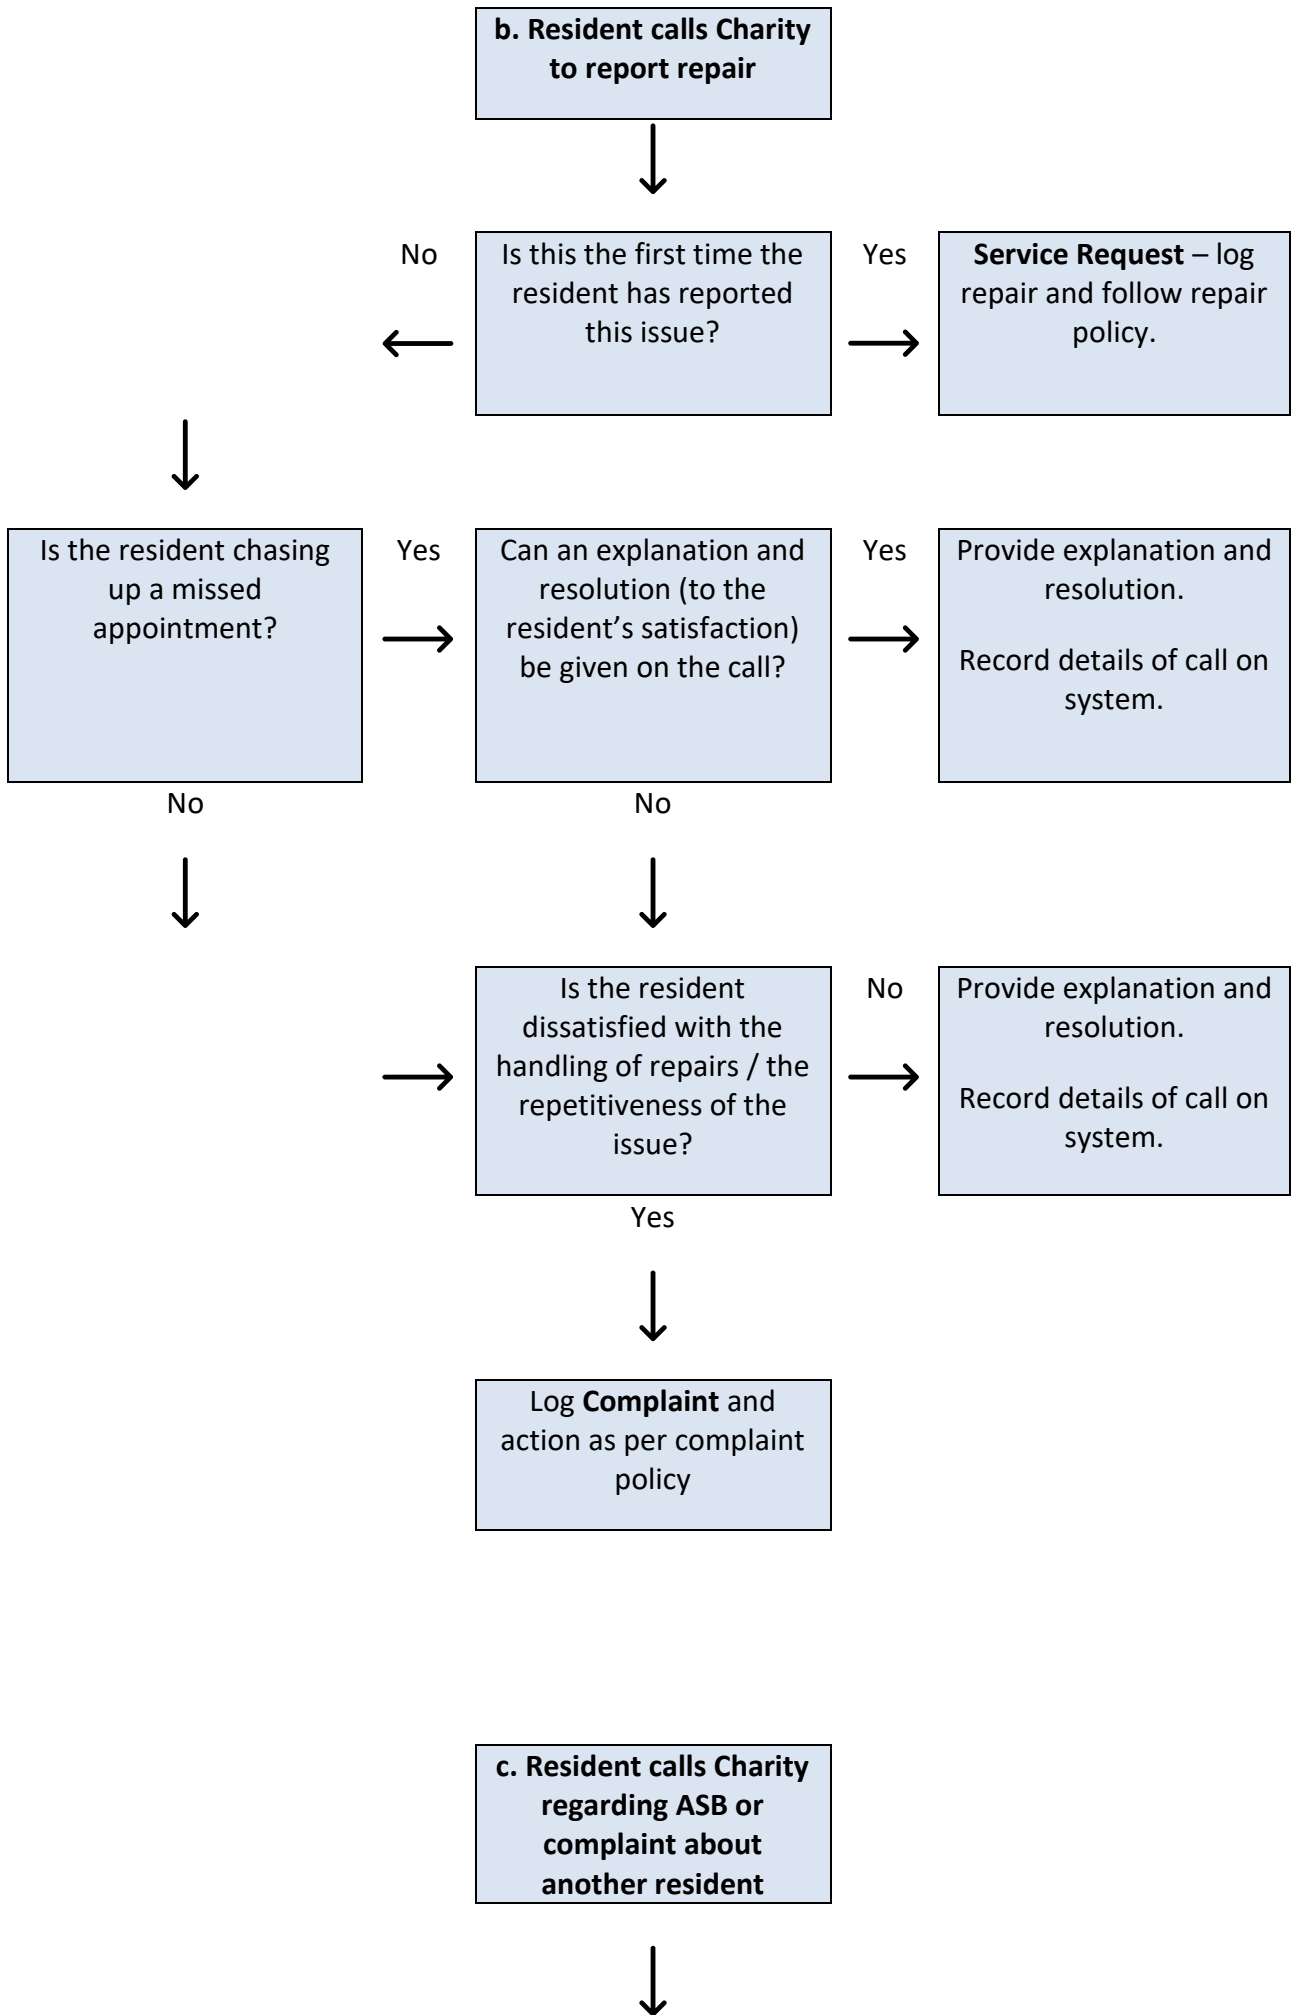 b. Resident calls Charity
to report repair
No
Is this the first time the
resident has reported
this issue?
Yes
Service Request – log
repair and follow repair
policy.
Is the resident chasing
up a missed
appointment?
Yes
Can an explanation and
resolution (to the
resident’s satisfaction)
be given on the call?
Yes
Provide explanation and
resolution.
Record details of call on
system.
No
No
Is the resident
dissatisfied with the
handling of repairs / the
repetitiveness of the
issue?
No
Provide explanation and
resolution.
Record details of call on
system.
Yes
Log Complaint and
action as per complaint
policy
c. Resident calls Charity
regarding ASB or
complaint about
another resident